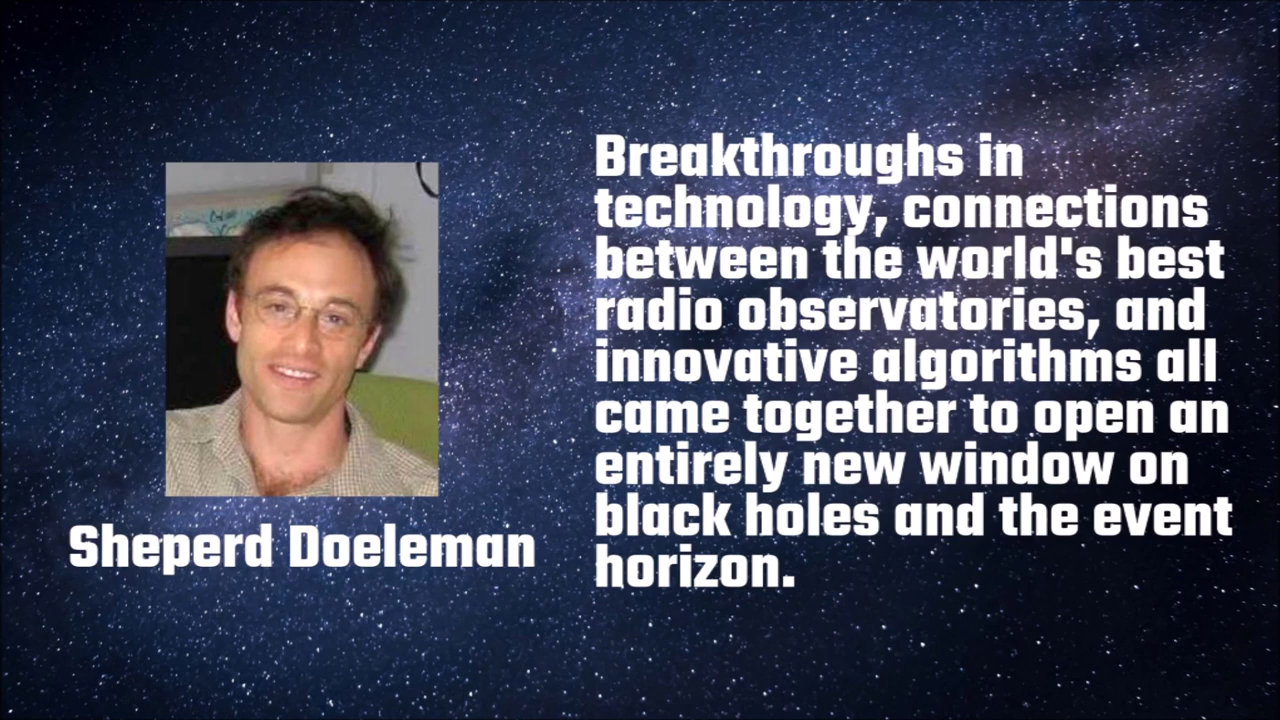 Breakthroughs in
technology, connections
between the world's best
radio observatories, and
innovative algorithms all
came together to open an
entirely new window on
black holes and the event
horizon.
Sheperd Doeleman